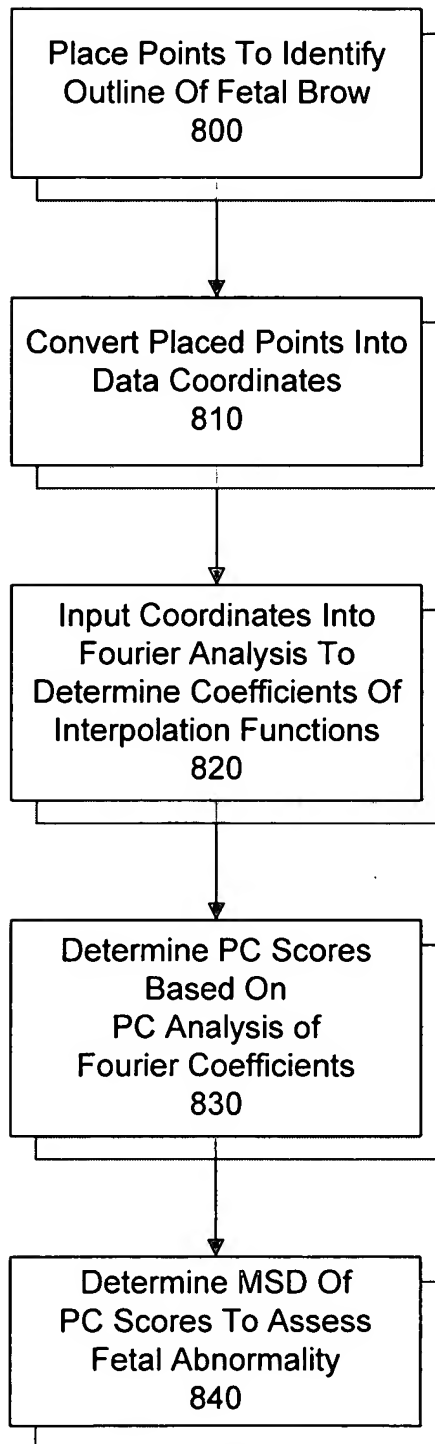 Place Points To Identify
Outline Of Fetal Brow
800
Convert Placed Points Into
Data Coordinates
810
Input Coordinates Into
Fourier Analysis To
Determine Coefficients Of
Interpolation Functions
820
Determine PC Scores
Based On
PC Analysis of
Fourier Coefficients
830
Determine MSD Of
PC Scores To Assess
Fetal Abnormality
840